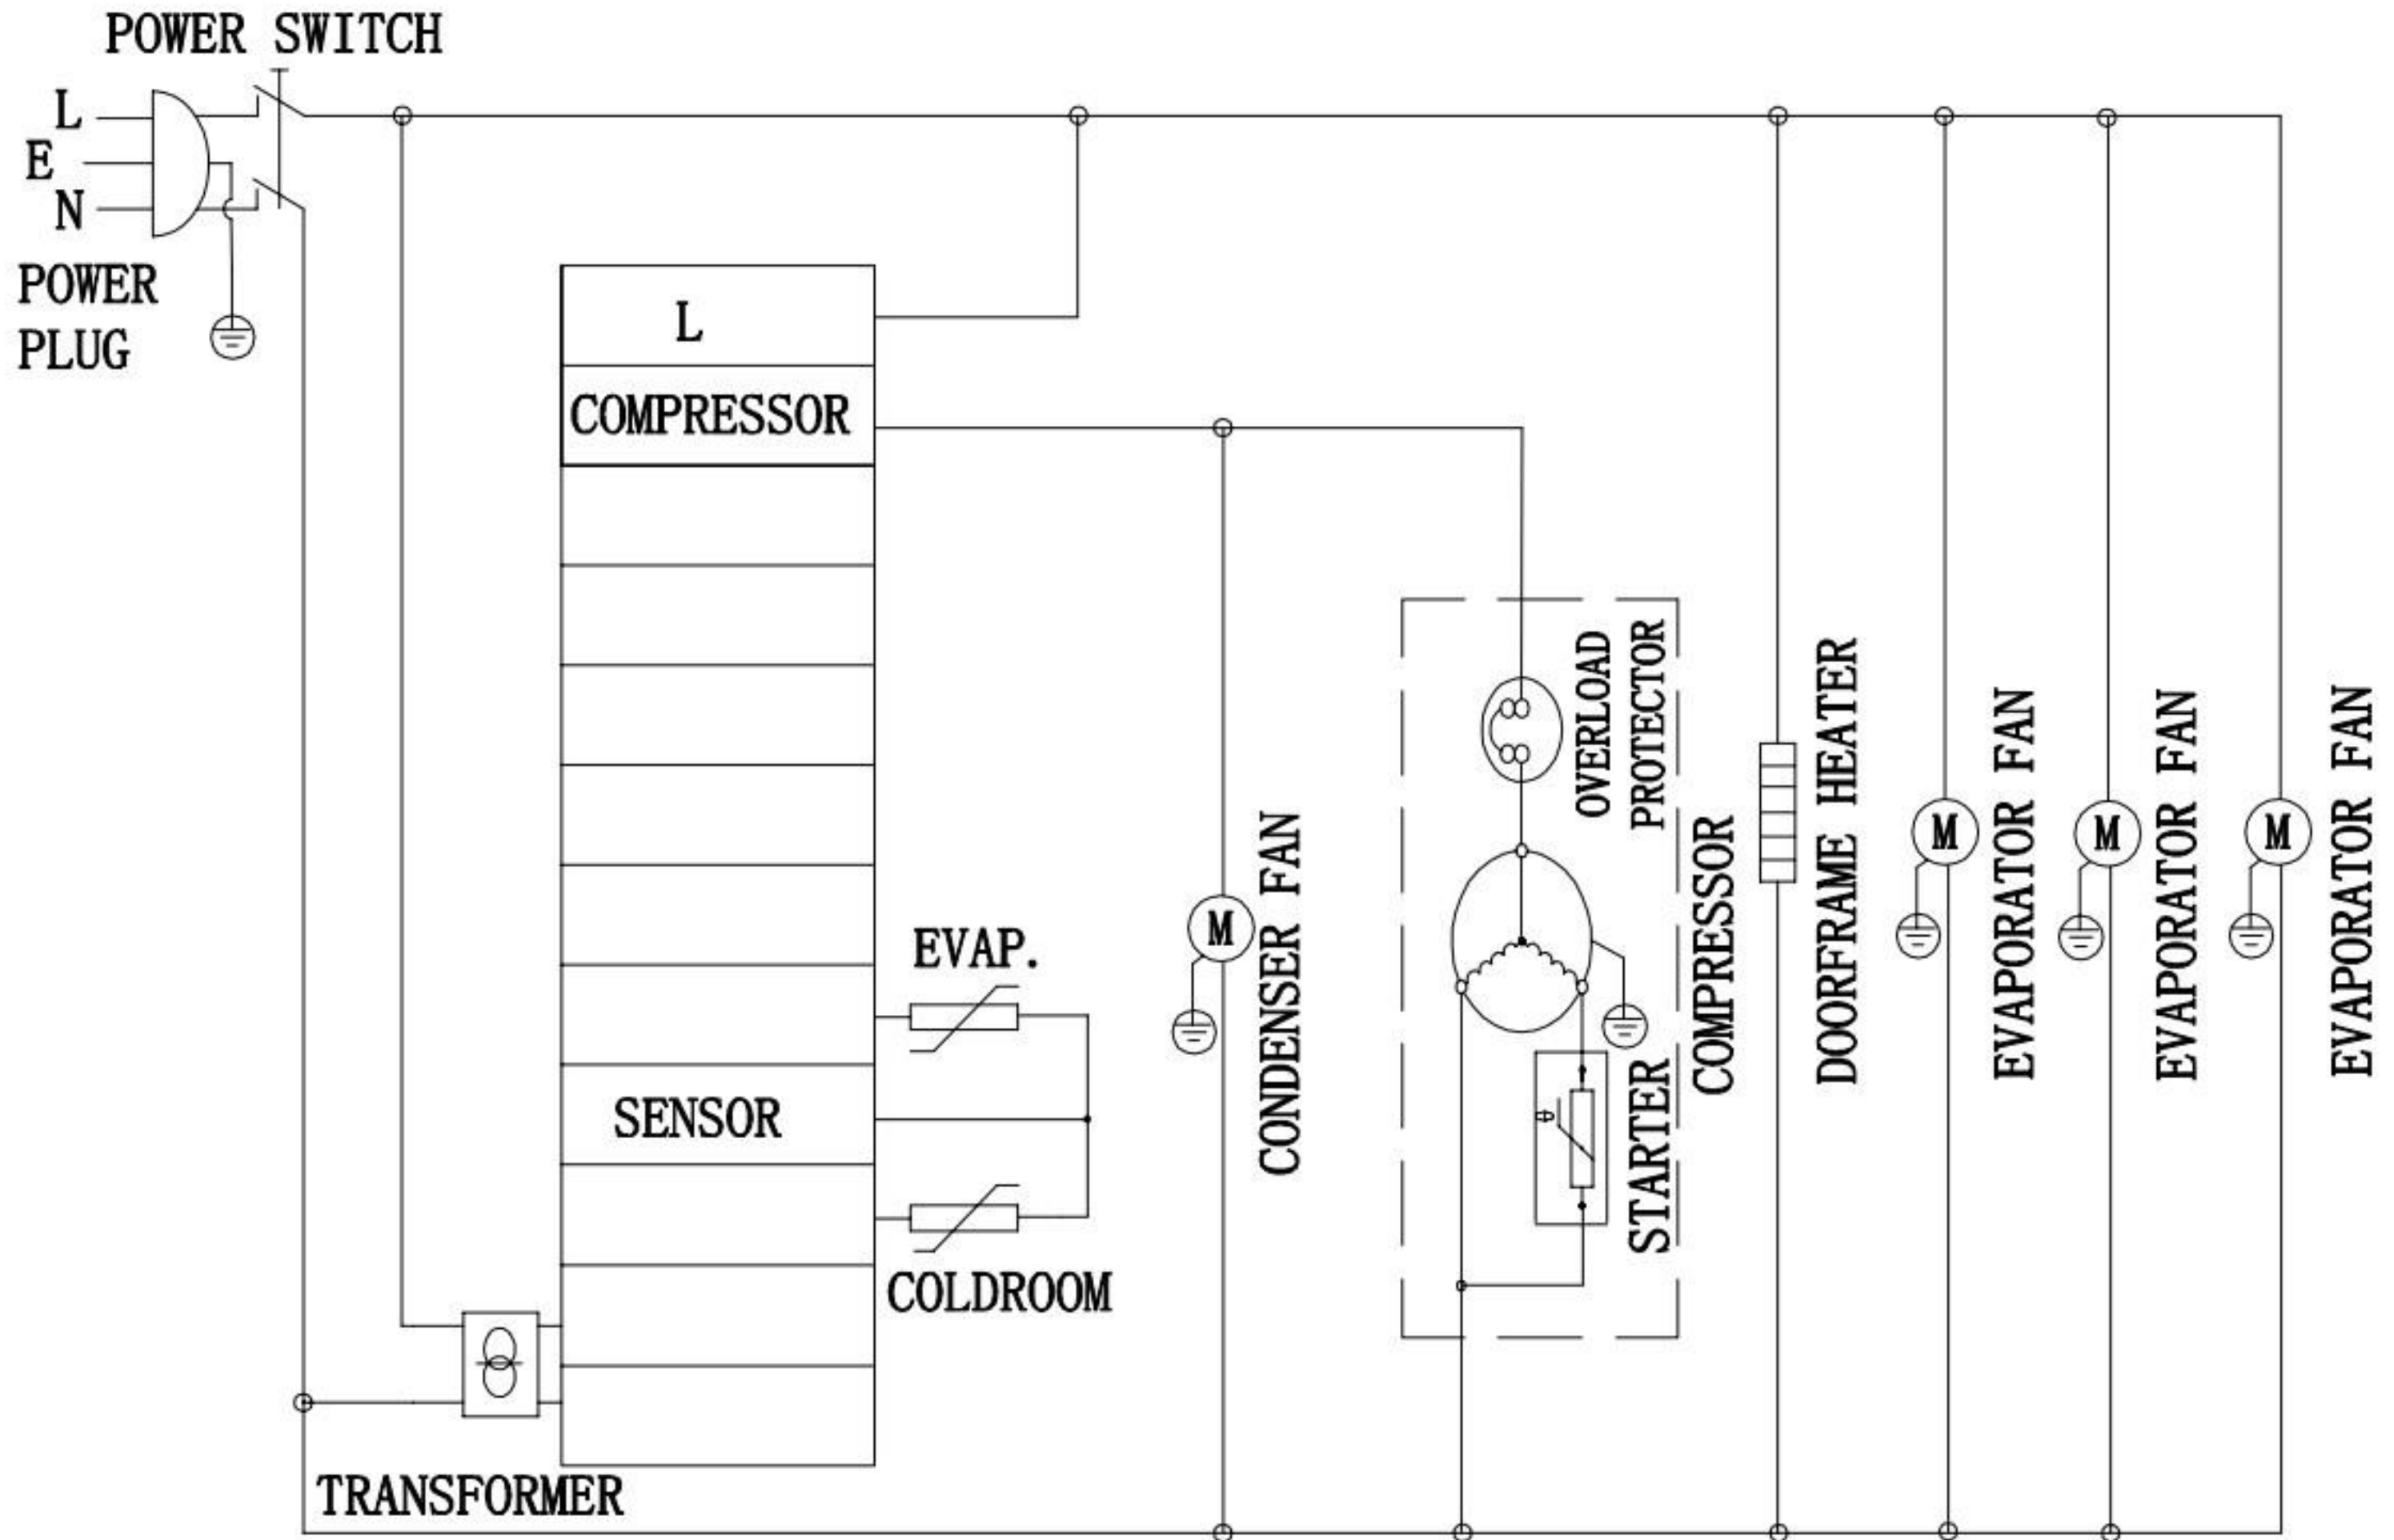 POWER SWITCH
L
E
N
POWER
PLUG
L
COMPRESSOR
SENSOR
EVAP.
COLDROOM
TRANSFORMER
CONDENSER FAN
OVERLOAD
PROTECTOR
STARTER
COMPRESSOR
DOORFRAME HEATER
M
M
M
M
EVAPORATOR FAN
EVAPORATOR FAN
EVAPORATOR FAN